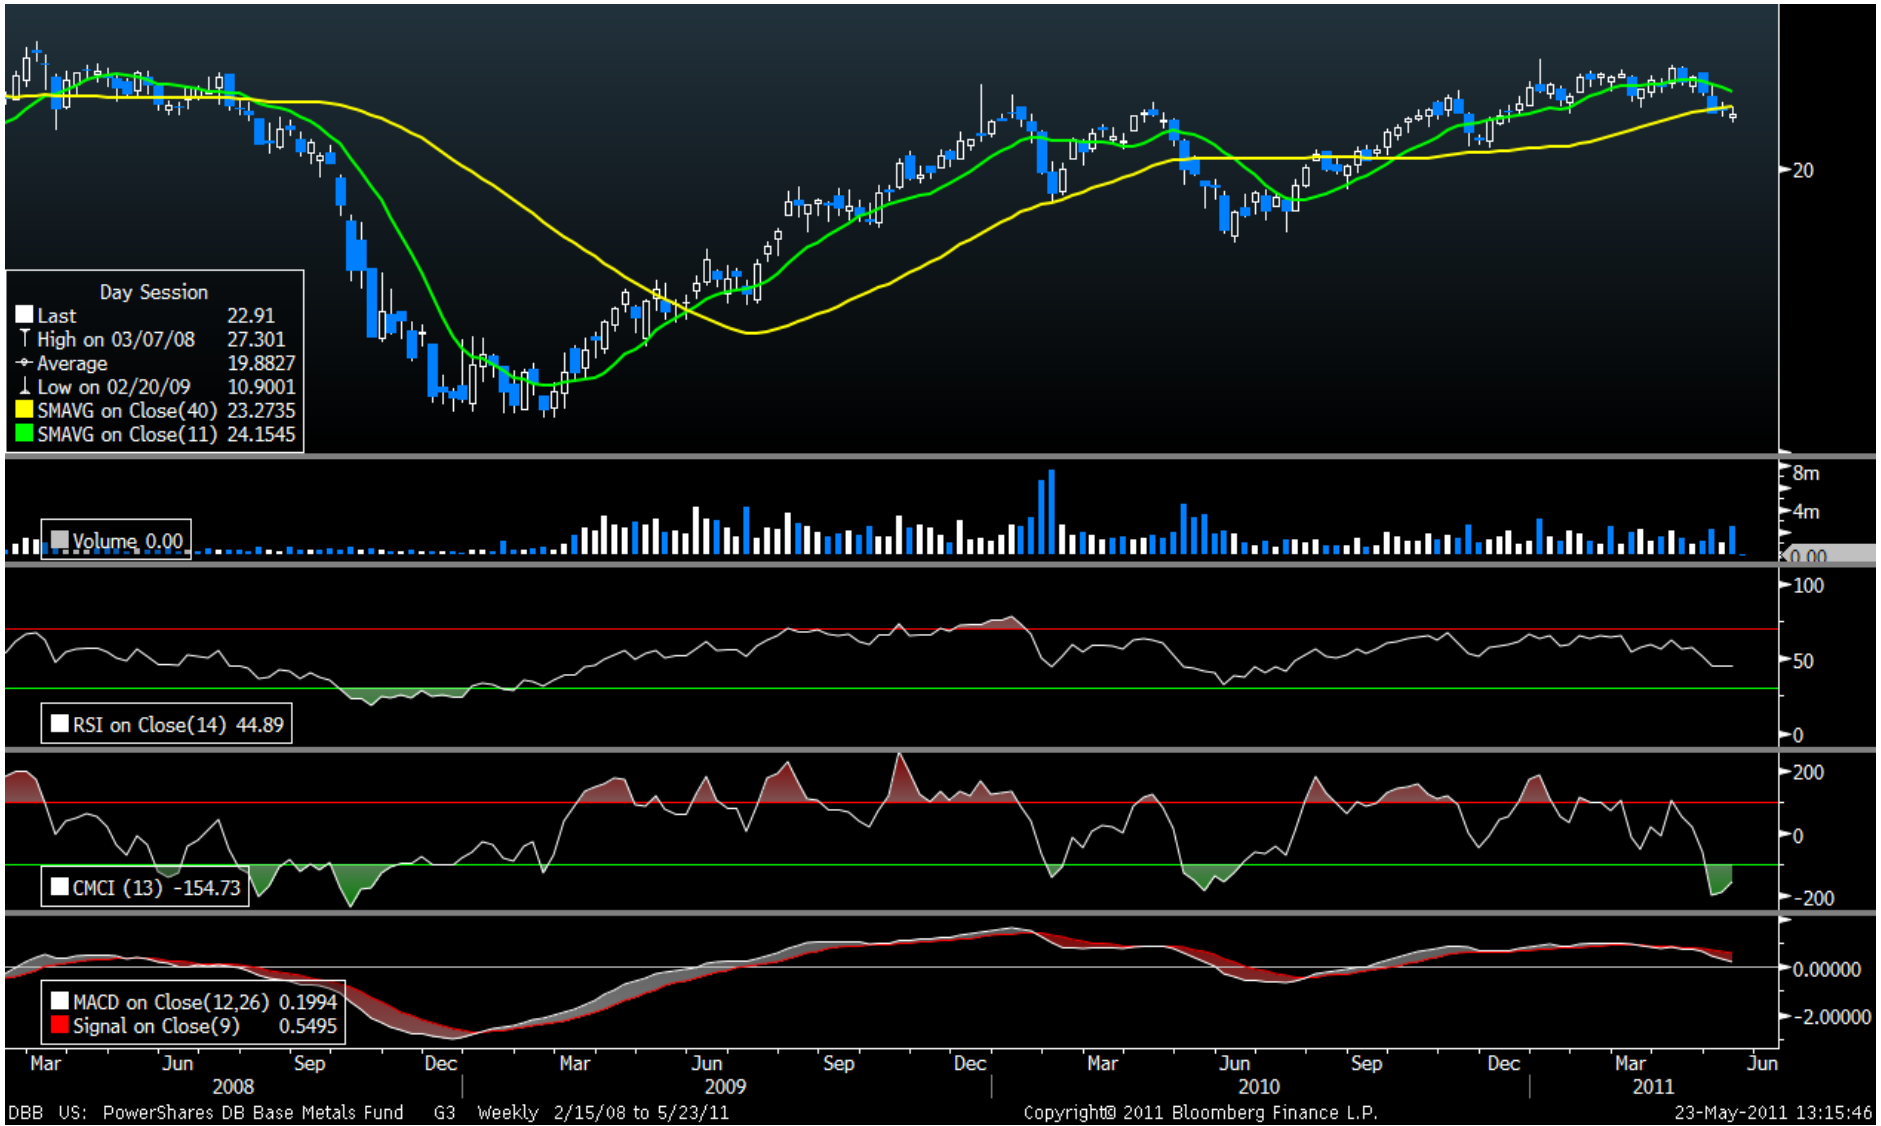 20
Day Session
Last 22.91
High on 03/07/08 27.301
Average 19.8827
Low on 02/20/09 10.9001
SMAVG on Close(40) 23.2735
SMAVG on Close(11) 24.1545
8m
4m
Volume 0.00
0.00
100
50
RSI on Close(14) 44.89
0
200
0
CMCI (13) -154.73
-200
0.00000
MACD on Close(12,26) 0.1994
Signal on Close(9) 0.5495
-2.00000
Mar Jun Sep Dec Mar Jun Sep Dec Mar Jun Sep Dec Mar Jun
2008 2009 2010 2011
DBB US: PowerShares DB Base Metals Fund G3 Weekly 2/15/08 to 5/23/11 Copyright© 2011 Bloomberg Finance L.P. 23-May-2011 13:15:46